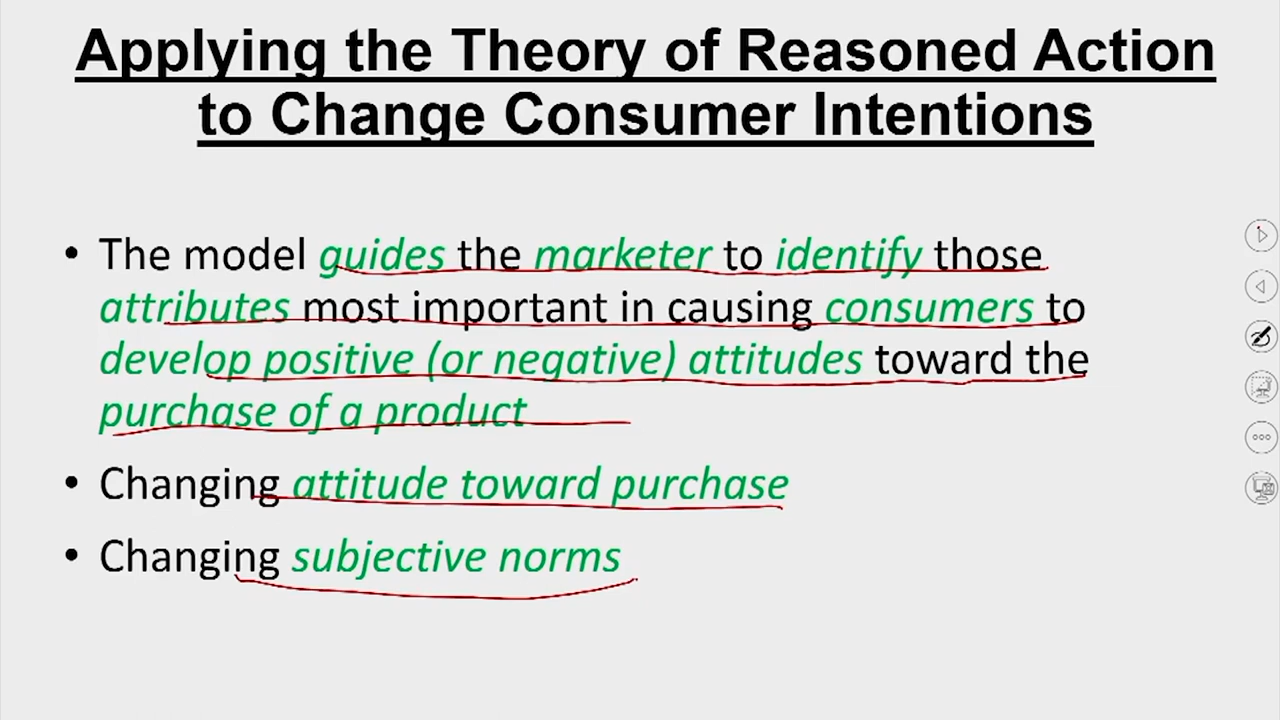 Applying the Theory of Reasoned Action
to Change Consumer Intentions
• The model guides the marketer to identify those
attributes most important in causing consumers to
develop positive (or negative) attitudes toward the
purchase of a product
• Changing attitude toward purchase
• Changing subjective norms